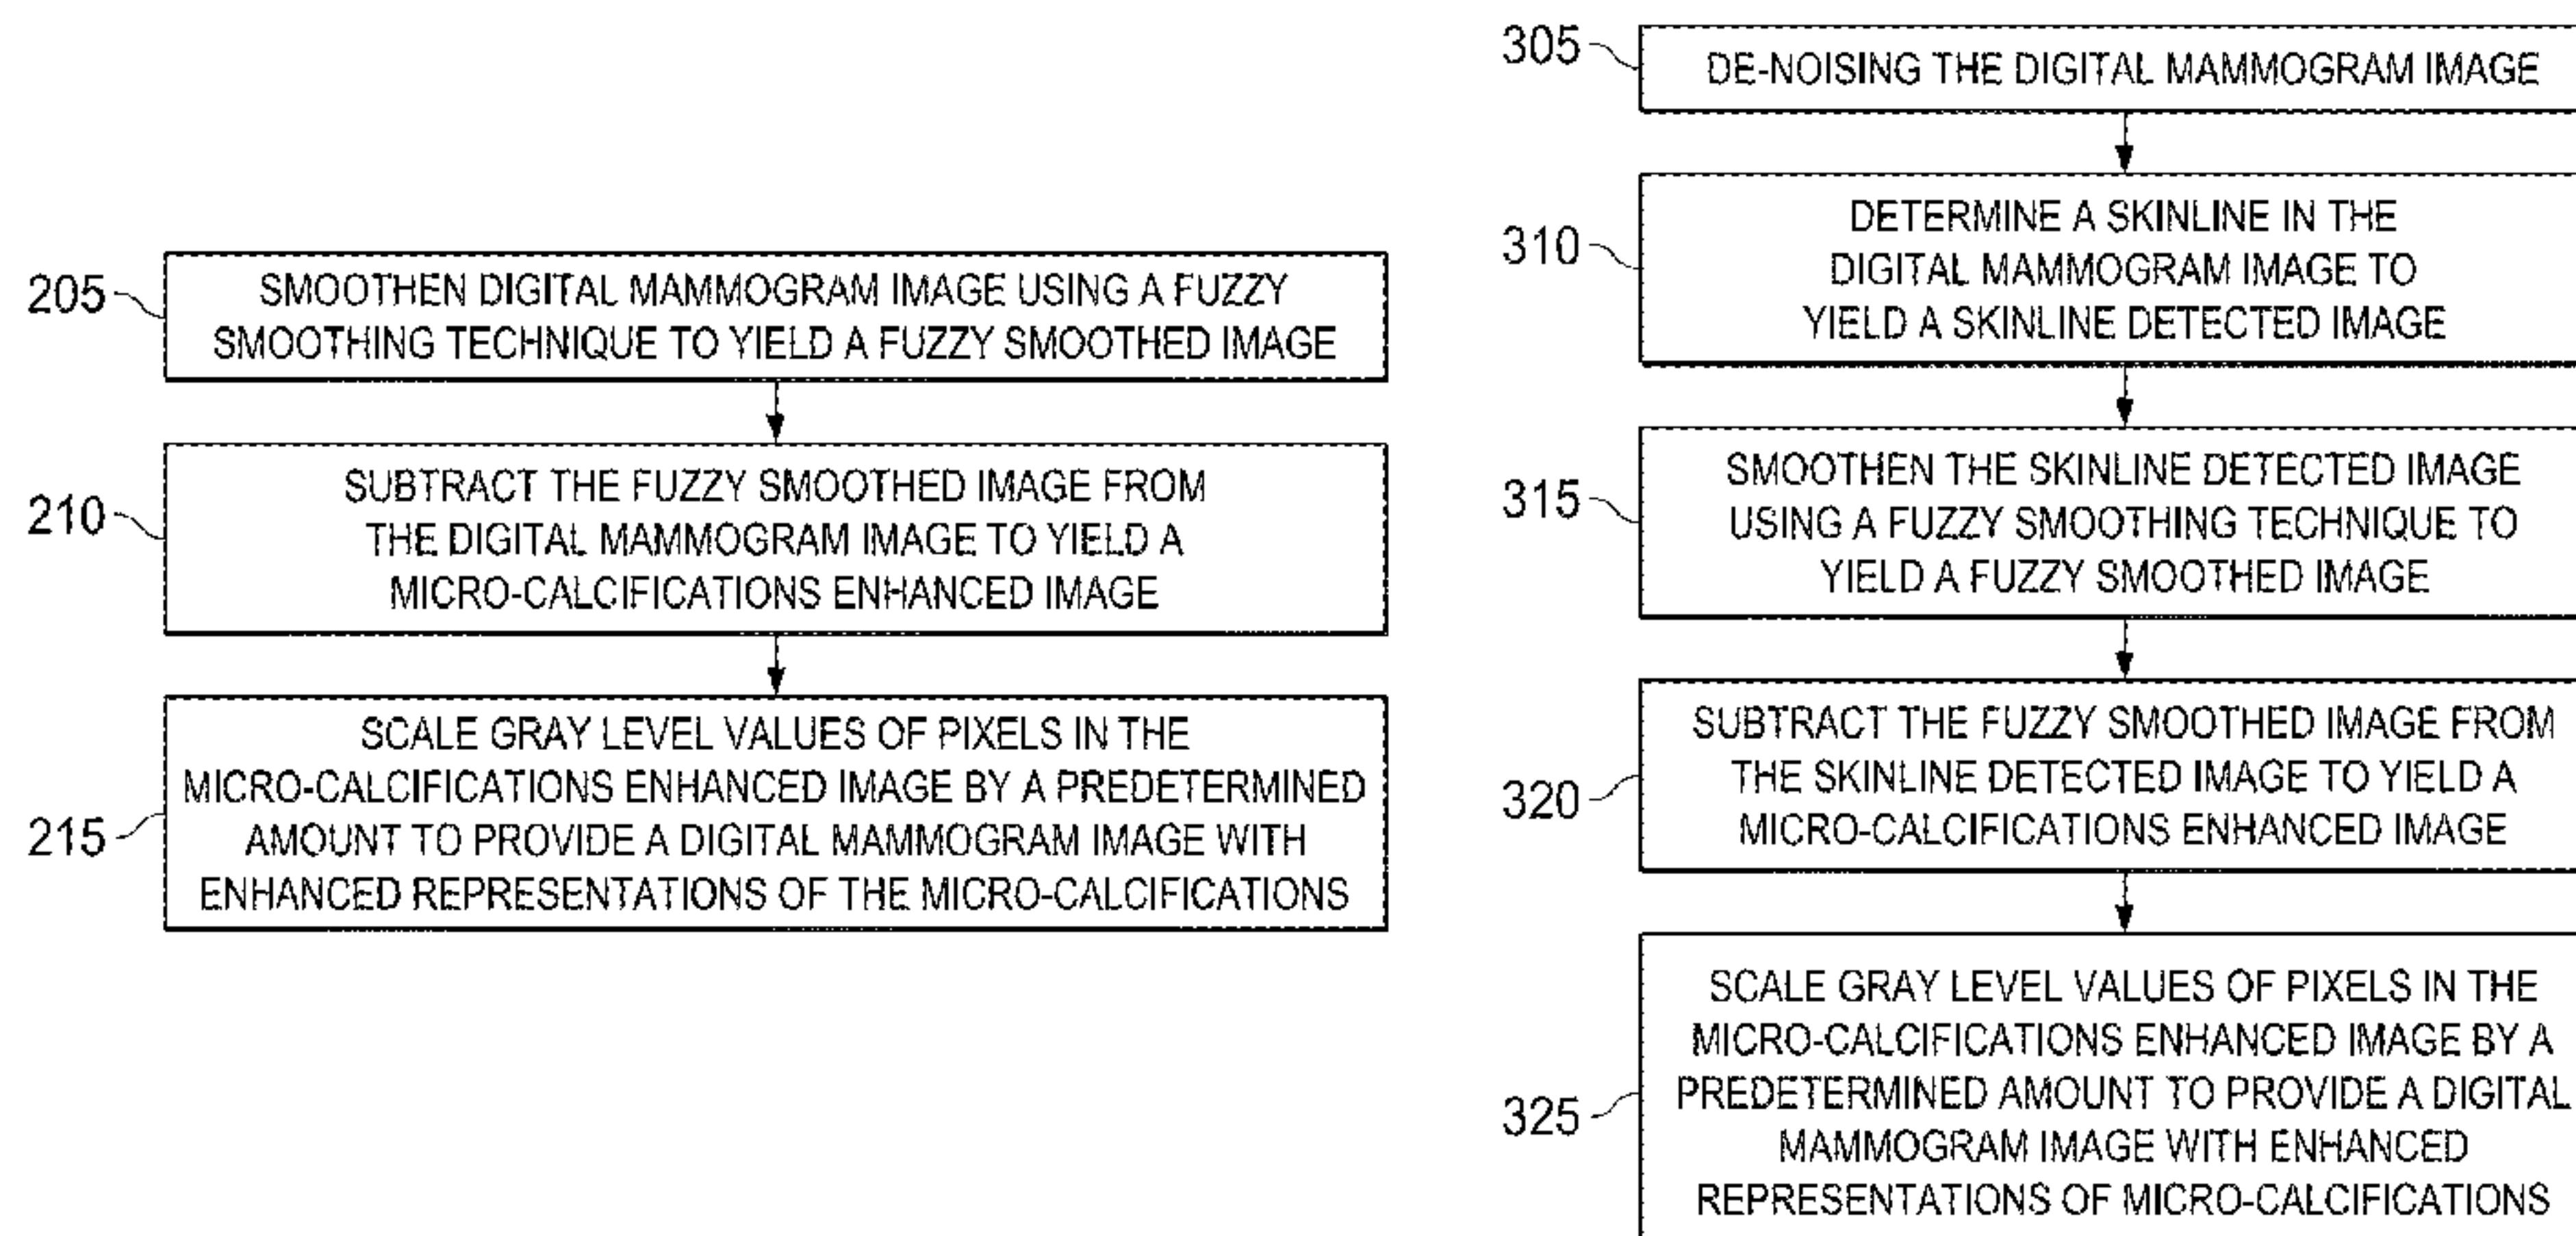 205
SMOOTHEN DIGITAL MAMMOGRAM IMAGE USING A FUZZY
SMOOTHING TECHNIQUE TO YIELD A FUZZY SMOOTHED IMAGE
210
SUBTRACT THE FUZZY SMOOTHED IMAGE FROM
THE DIGITAL MAMMOGRAM IMAGE TO YIELD A
MICRO-CALCIFICATIONS ENHANCED IMAGE
215
SCALE GRAY LEVEL VALUES OF PIXELS IN THE
MICRO-CALCIFICATIONS ENHANCED IMAGE BY A PREDETERMINED
AMOUNT TO PROVIDE A DIGITAL MAMMOGRAM IMAGE WITH
ENHANCED REPRESENTATIONS OF THE MICRO-CALCIFICATIONS
305
DE-NOISING THE DIGITAL MAMMOGRAM IMAGE
310
DETERMINE A SKINLINE IN THE
DIGITAL MAMMOGRAM IMAGE TO
YIELD A SKINLINE DETECTED IMAGE
315
SMOOTHEN THE SKINLINE DETECTED IMAGE
USING A FUZZY SMOOTHING TECHNIQUE TO
YIELD A FUZZY SMOOTHED IMAGE
320
SUBTRACT THE FUZZY SMOOTHED IMAGE FROM
THE SKINLINE DETECTED IMAGE TO YIELD A
MICRO-CALCIFICATIONS ENHANCED IMAGE
325
SCALE GRAY LEVEL VALUES OF PIXELS IN THE
MICRO-CALCIFICATIONS ENHANCED IMAGE BY A
PREDETERMINED AMOUNT TO PROVIDE A DIGITAL
MAMMOGRAM IMAGE WITH ENHANCED
REPRESENTATIONS OF MICRO-CALCIFICATIONS